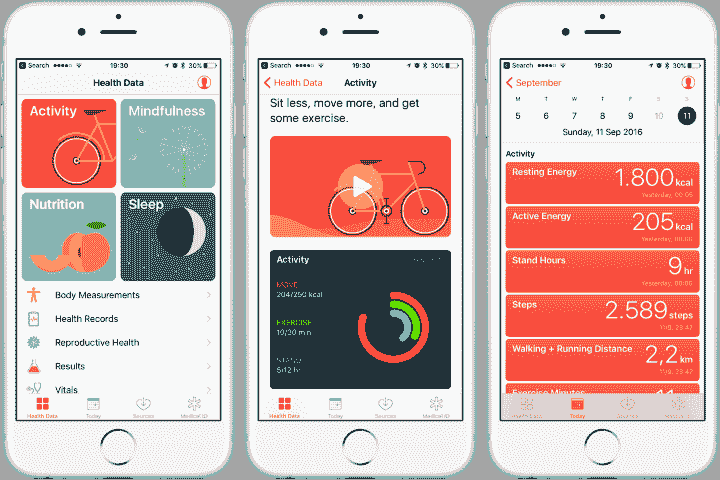 Search
19:30
30%
Health Data
Activity
Mindfulness
Nutrition
Sleep
Body Measurements
Health Records
Reproductive Health
Results
Vitals
Health Data
Today
Sources
Medical ID
Search
19:30
30%
Health Data
Activity
Sit less, move more, and get
some exercise.
Activity
MOVE
204/250 kcal
EXERCISE
10/30 min
STAND
5/12 hr
Health Data
Today
Sources
Medical ID
Search
19:30
30%
September
M T W T F S S
5 6 7 8 9 10 11
Sunday, 11 Sep 2016
Activity
Resting Energy
1.800 kcal
Yesterday, 00:05
Active Energy
205 kcal
Yesterday, 00:00
Stand Hours
9 hr
Yesterday, 00:00
Steps
2.589 steps
11/9, 23:47
Walking + Running Distance
2,2 km
11/9, 23:47
Exercise Minutes
Health Data
Today
Sources
Medical ID